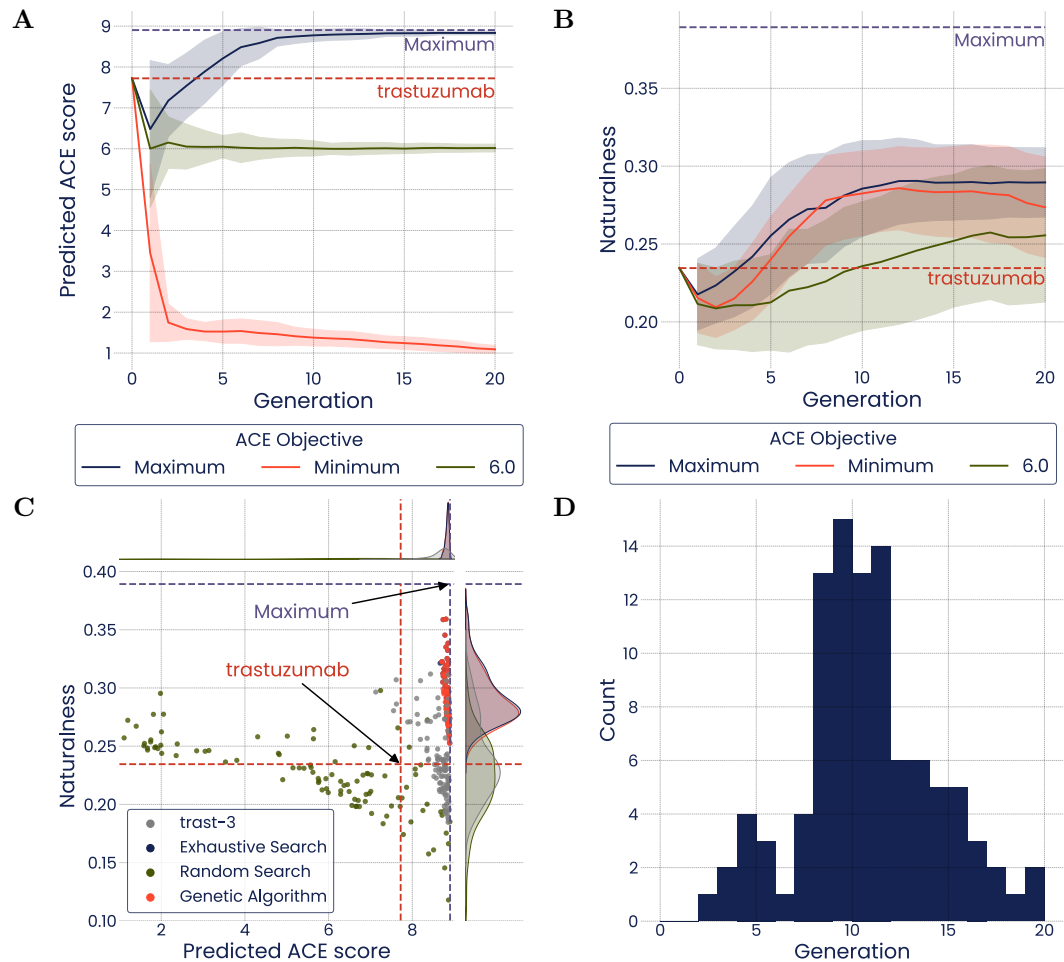 A
Predicted ACE score
9
8
7
6
5
4
3
2
1
Maximum
trastuzumab
0
5
10
15
20
Generation
ACE Objective
Maximum
Minimum
6.0
B
Naturalness
0.35
0.30
0.25
0.20
Maximum
trastuzumab
0
5
10
15
20
Generation
ACE Objective
Maximum
Minimum
6.0
C
Naturalness
0.40
0.35
0.30
0.25
0.20
0.15
0.10
Maximum
trastuzumab
trast-3
Exhaustive Search
Random Search
Genetic Algorithm
2
4
6
8
Predicted ACE score
D
Count
14
12
10
8
6
4
2
0
0
5
10
15
20
Generation